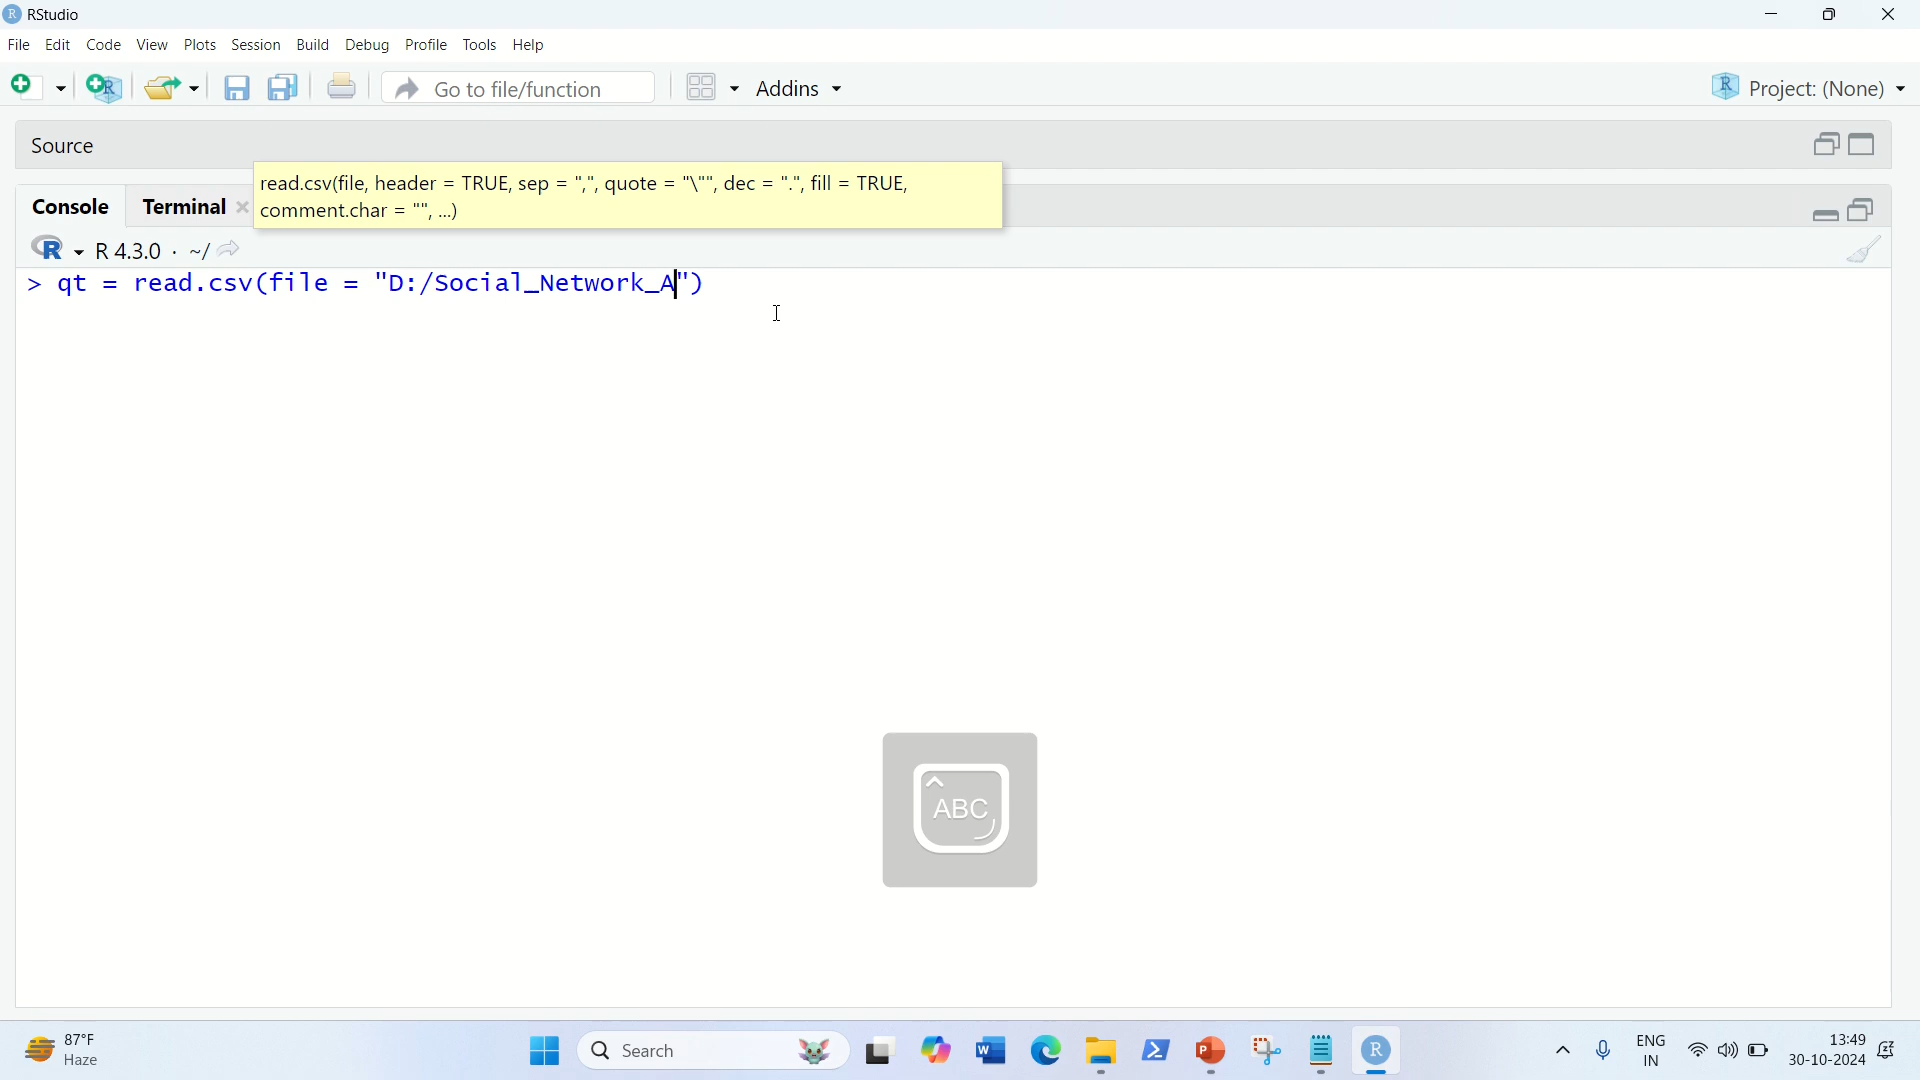 RStudio
File Edit Code View Plots Session Build Debug Profile Tools Help
Go to file/function Addins Project: (None)
Source
read.csv(file, header = TRUE, sep = ",", quote = "\"", dec = ".", fill = TRUE,
comment.char = "", ...)
Console Terminal
R 4.3.0 · ~/
> qt = read.csv(file = "D:/Social_Network_A")
ABC
87°F
Haze
Search
ENG
IN
13:49
30-10-2024